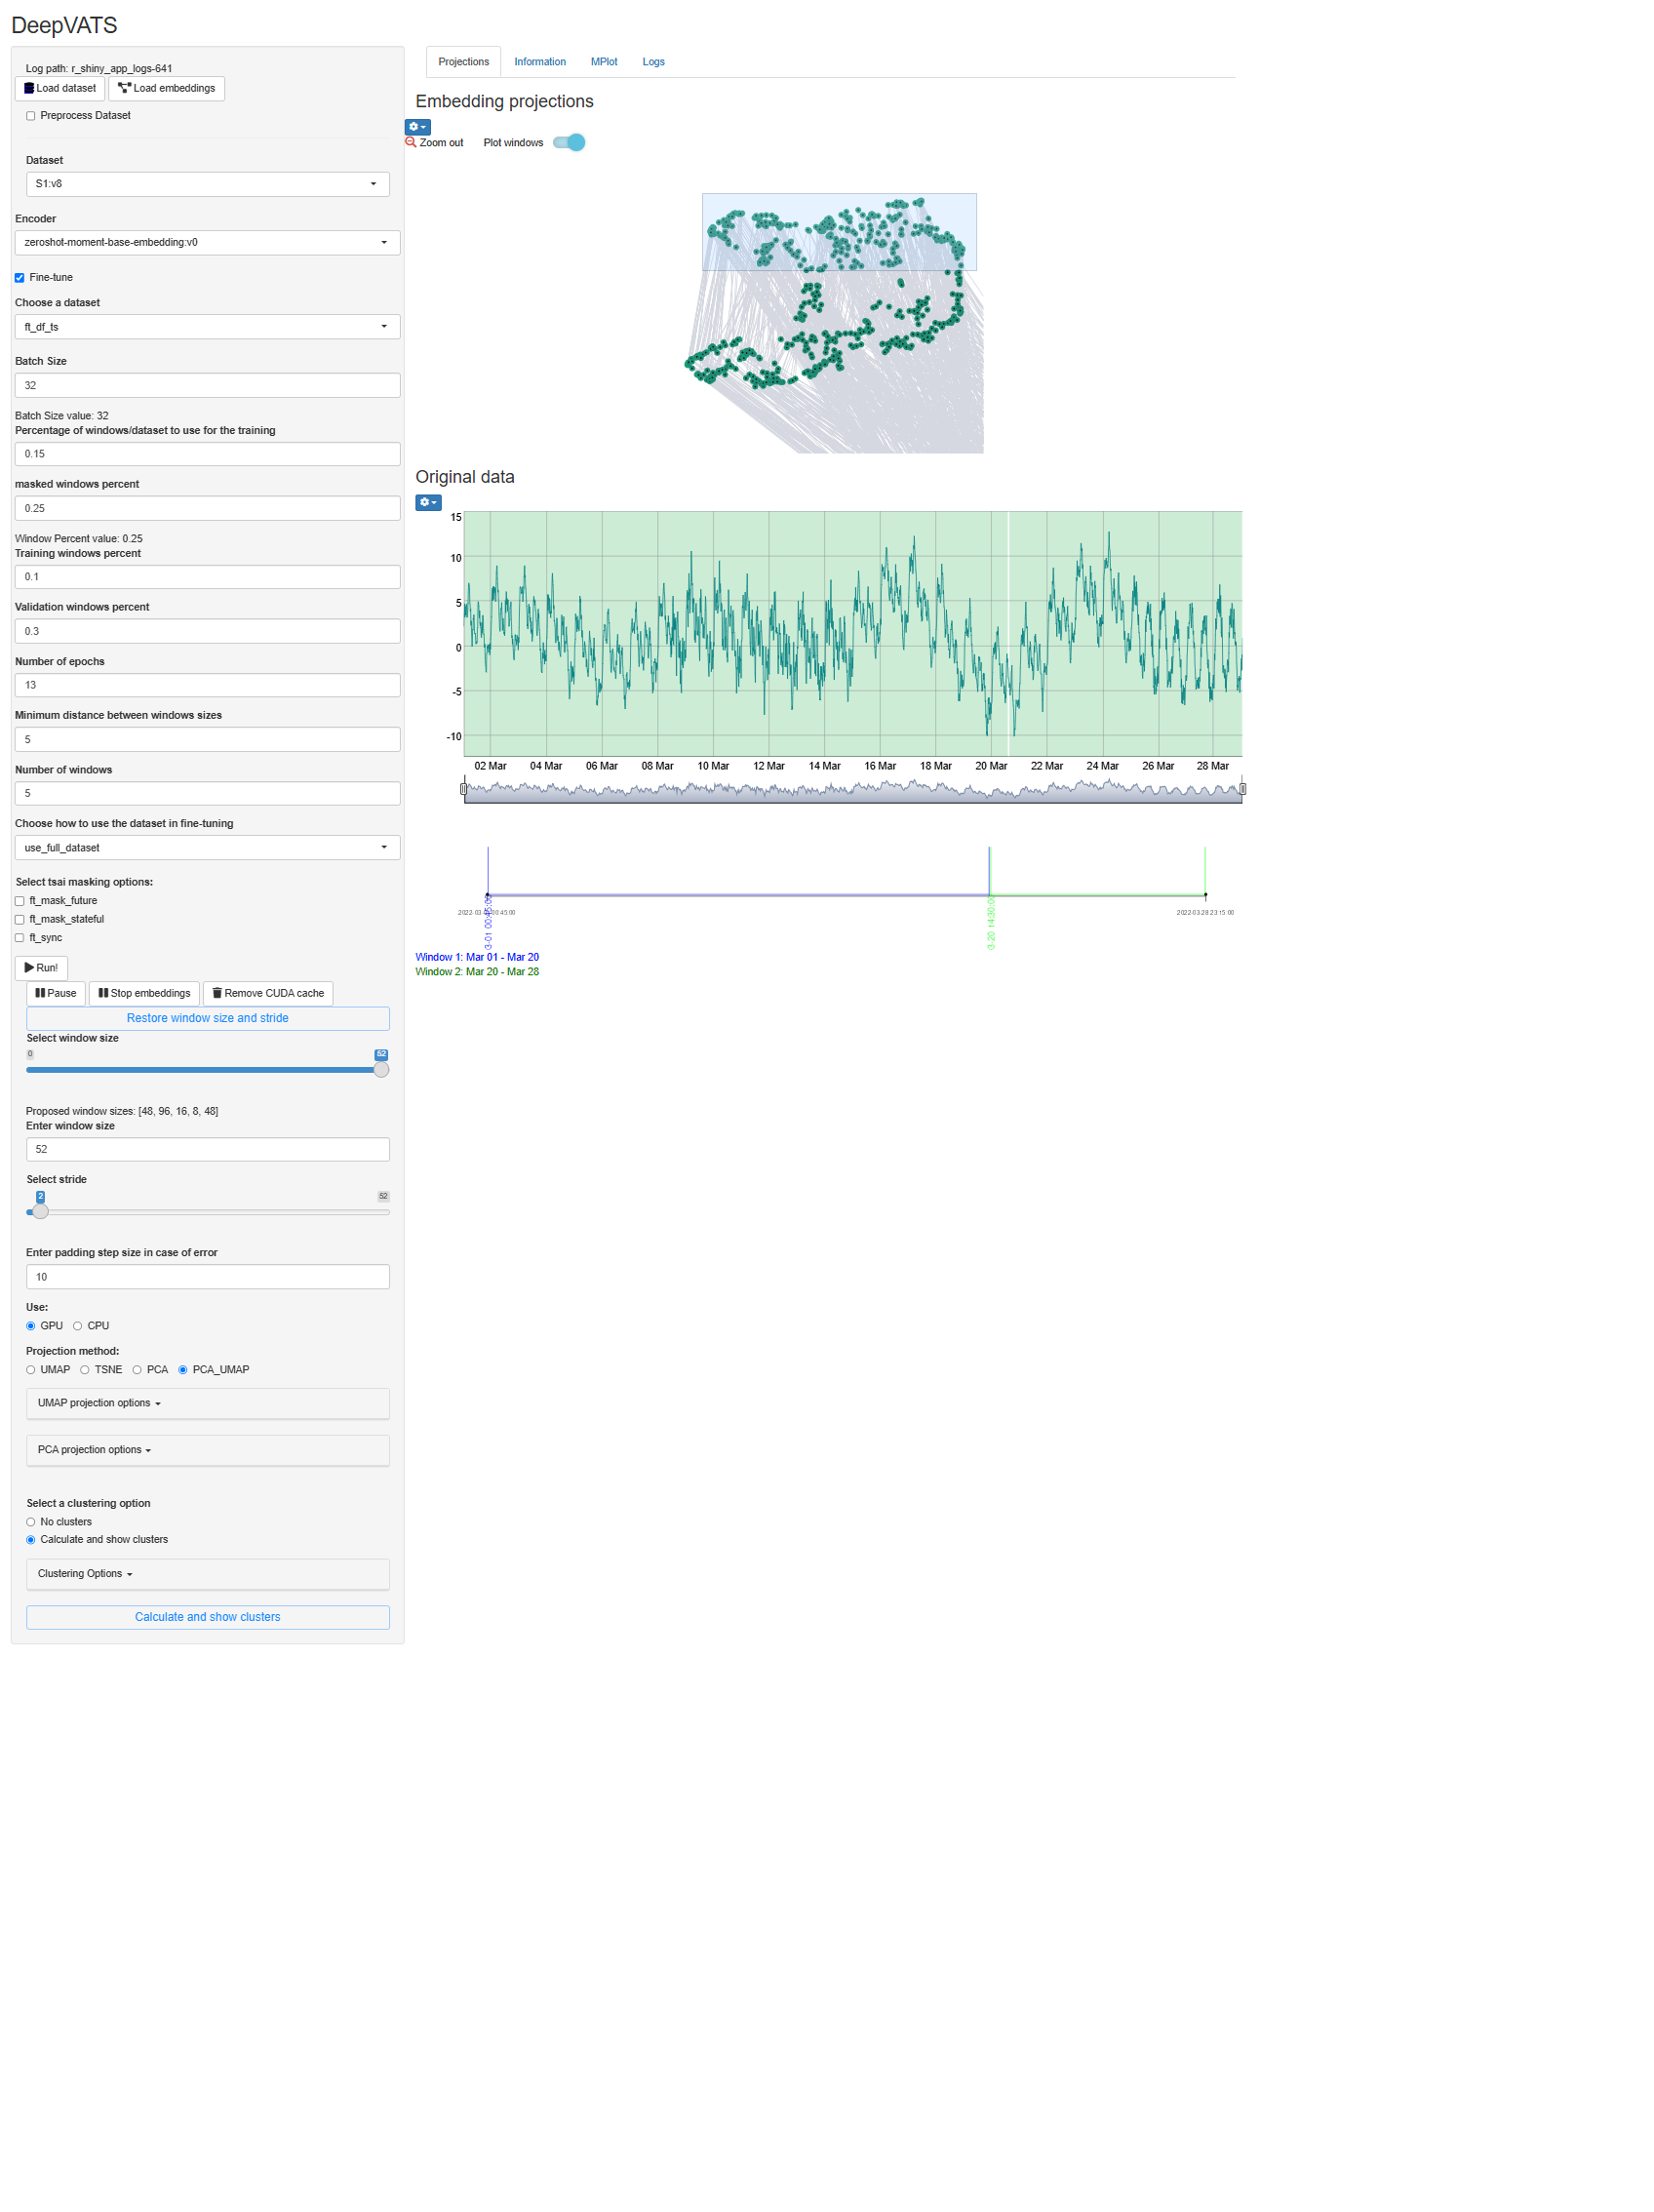 DeepVATS
Log path: r_shiny_app_logs-641
Load dataset
Load embeddings
Preprocess Dataset
Dataset
S1:v8
Encoder
zeroshot-moment-base-embedding:v0
Fine-tune
Choose a dataset
ft_df_ts
Batch Size
32
Batch Size value: 32
Percentage of windows/dataset to use for the training
0.15
masked windows percent
0.25
Window Percent value: 0.25
Training windows percent
0.1
Validation windows percent
0.3
Number of epochs
13
Minimum distance between windows sizes
5
Number of windows
5
Choose how to use the dataset in fine-tuning
use_full_dataset
Select tsai masking options:
ft_mask_future
ft_mask_stateful
ft_sync
Run!
Pause
Stop embeddings
Remove CUDA cache
Restore window size and stride
Select window size
0
52
Proposed window sizes: [48, 96, 16, 8, 48]
Enter window size
52
Select stride
2
52
Enter padding step size in case of error
10
Use:
GPU CPU
Projection method:
UMAP TSNE PCA PCA_UMAP
UMAP projection options
PCA projection options
Select a clustering option
No clusters
Calculate and show clusters
Clustering Options
Calculate and show clusters
Projections Information MPlot Logs
Embedding projections
Zoom out
Plot windows
Original data
15
10
5
0
-5
-10
02 Mar 04 Mar 06 Mar 08 Mar 10 Mar 12 Mar 14 Mar 16 Mar 18 Mar 20 Mar 22 Mar 24 Mar 26 Mar 28 Mar
3-20 14:30:00
2022-03-28 23:15:00
Window 1: Mar 01 - Mar 20
Window 2: Mar 20 - Mar 28